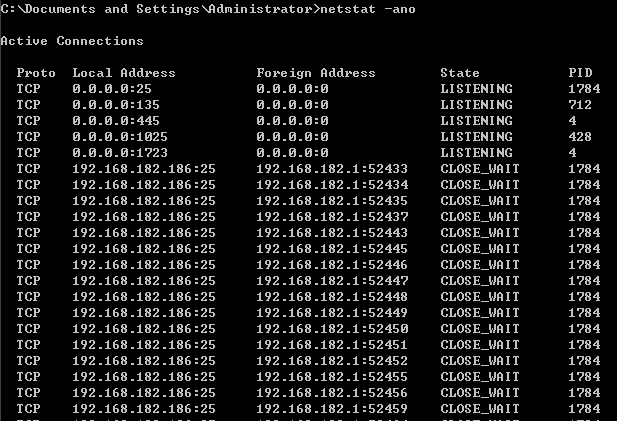 C:\Documents and Settings\Administrator>netstat -ano
Active Connections
Proto Local Address Foreign Address State PID
TCP 0.0.0.0:25 0.0.0.0:0 LISTENING 1784
TCP 0.0.0.0:135 0.0.0.0:0 LISTENING 712
TCP 0.0.0.0:445 0.0.0.0:0 LISTENING 4
TCP 0.0.0.0:1025 0.0.0.0:0 LISTENING 428
TCP 0.0.0.0:1723 0.0.0.0:0 LISTENING 4
TCP 192.168.182.186:25 192.168.182.1:52433 CLOSE_WAIT 1784
TCP 192.168.182.186:25 192.168.182.1:52434 CLOSE_WAIT 1784
TCP 192.168.182.186:25 192.168.182.1:52435 CLOSE_WAIT 1784
TCP 192.168.182.186:25 192.168.182.1:52437 CLOSE_WAIT 1784
TCP 192.168.182.186:25 192.168.182.1:52443 CLOSE_WAIT 1784
TCP 192.168.182.186:25 192.168.182.1:52445 CLOSE_WAIT 1784
TCP 192.168.182.186:25 192.168.182.1:52446 CLOSE_WAIT 1784
TCP 192.168.182.186:25 192.168.182.1:52447 CLOSE_WAIT 1784
TCP 192.168.182.186:25 192.168.182.1:52448 CLOSE_WAIT 1784
TCP 192.168.182.186:25 192.168.182.1:52449 CLOSE_WAIT 1784
TCP 192.168.182.186:25 192.168.182.1:52450 CLOSE_WAIT 1784
TCP 192.168.182.186:25 192.168.182.1:52451 CLOSE_WAIT 1784
TCP 192.168.182.186:25 192.168.182.1:52452 CLOSE_WAIT 1784
TCP 192.168.182.186:25 192.168.182.1:52455 CLOSE_WAIT 1784
TCP 192.168.182.186:25 192.168.182.1:52456 CLOSE_WAIT 1784
TCP 192.168.182.186:25 192.168.182.1:52459 CLOSE_WAIT 1784